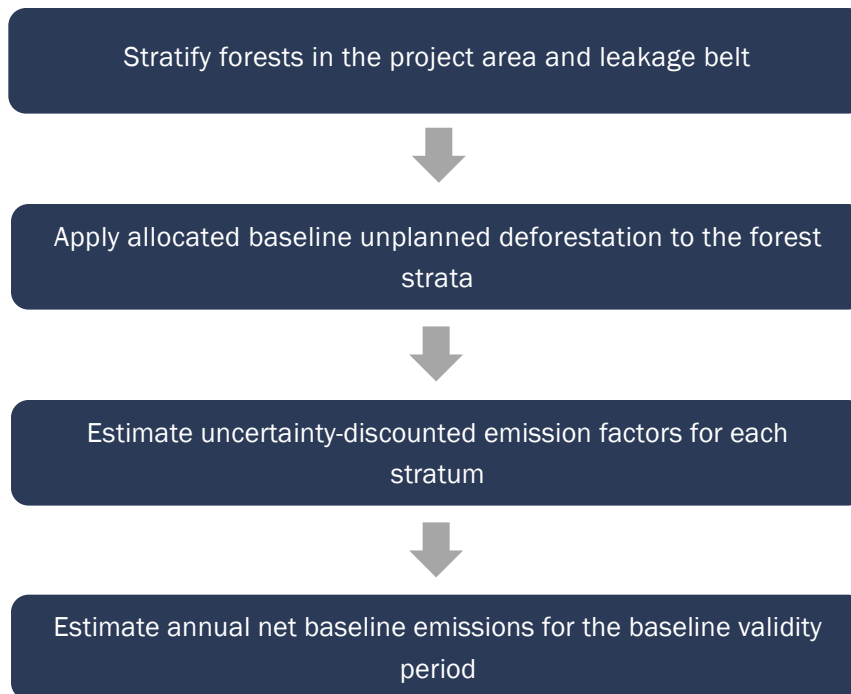 Stratify forests in the project area and leakage belt
Apply allocated baseline unplanned deforestation to the forest
strata
Estimate uncertainty-discounted emission factors for each
stratum
Estimate annual net baseline emissions for the baseline validity
period